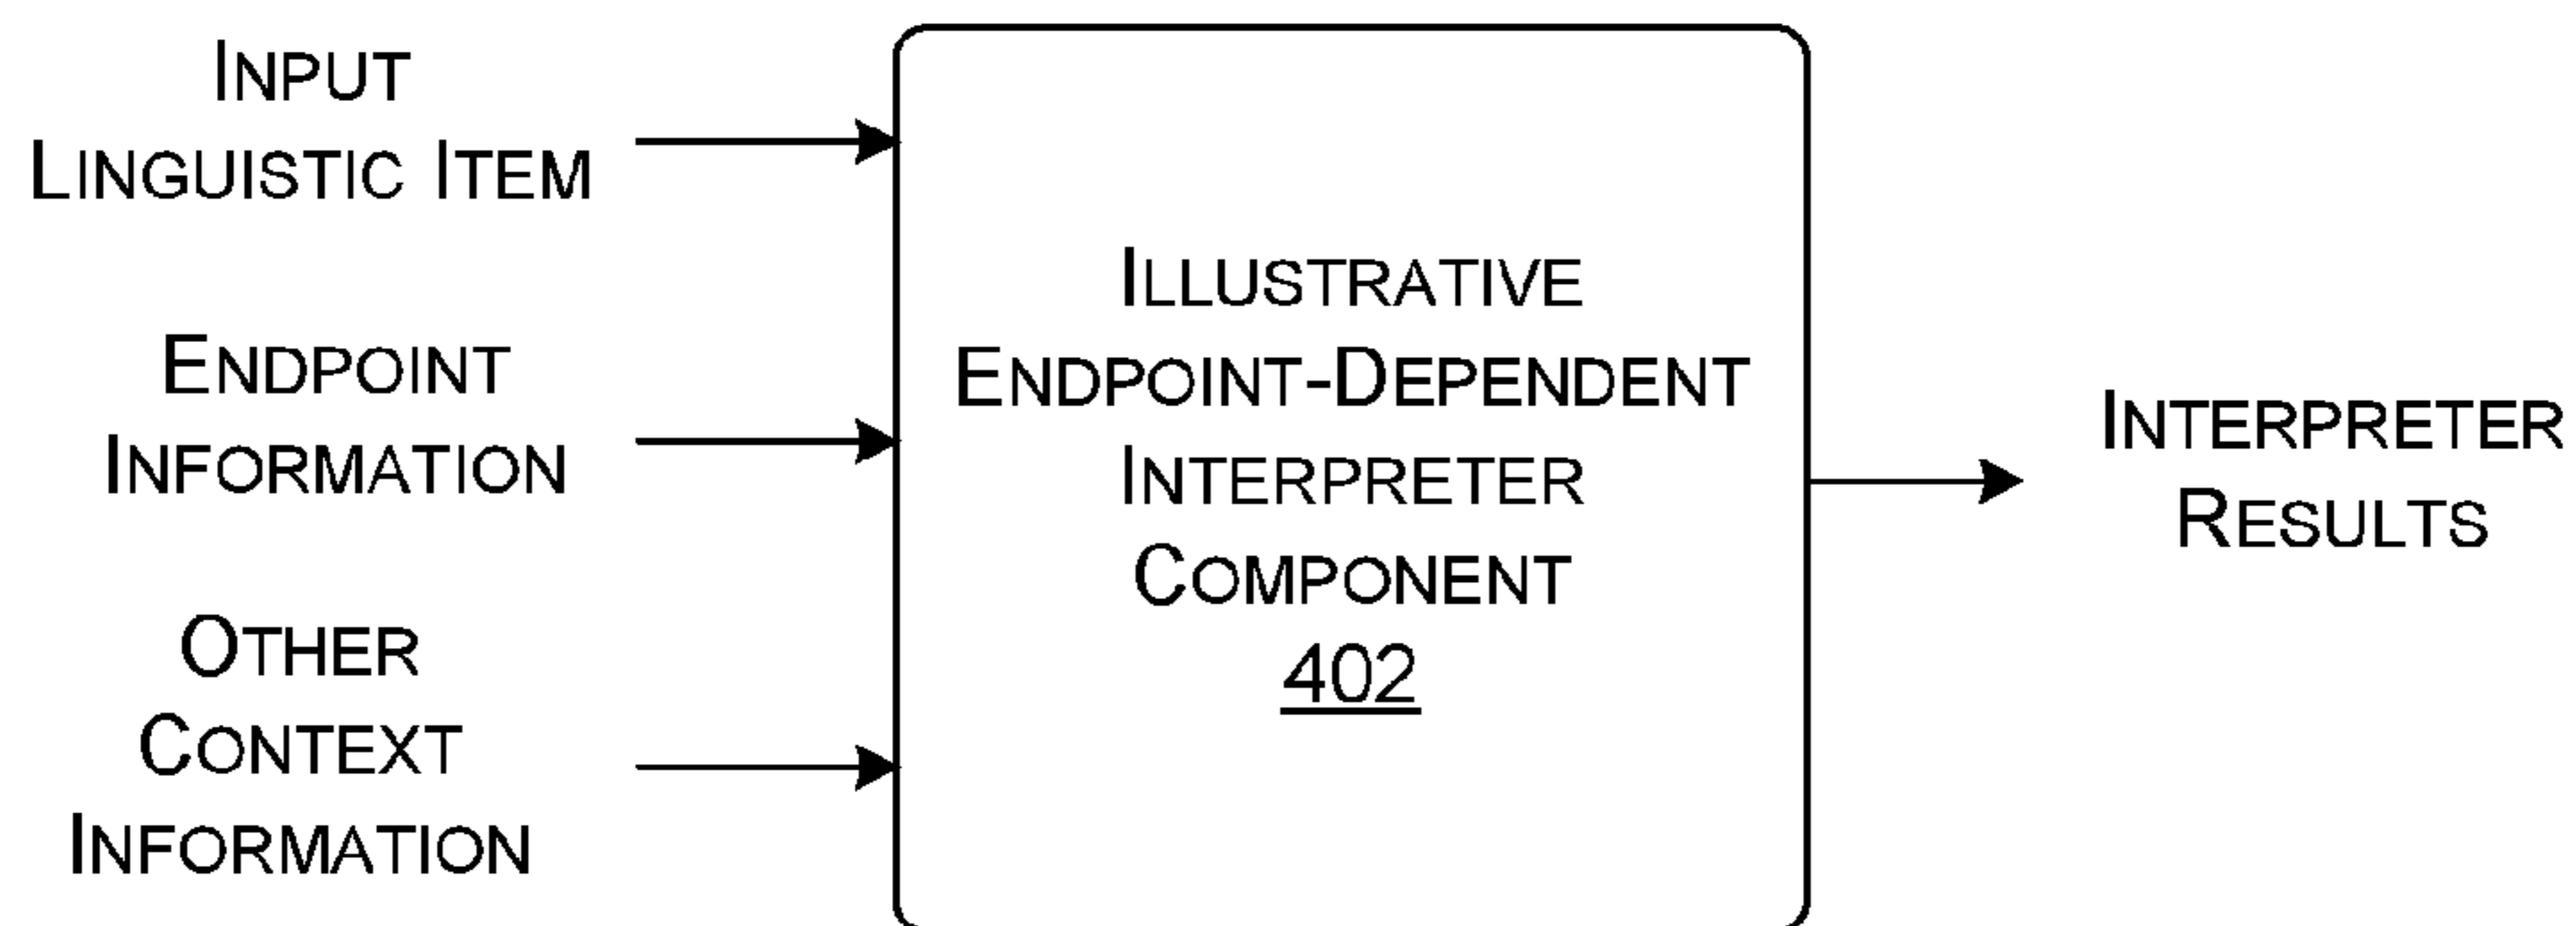 INPUT
LINGUISTIC ITEM
ENDPOINT
INFORMATION
OTHER
CONTEXT
INFORMATION
ILLUSTRATIVE
ENDPOINT-DEPENDENT
INTERPRETER
COMPONENT
402
INTERPRETER
RESULTS